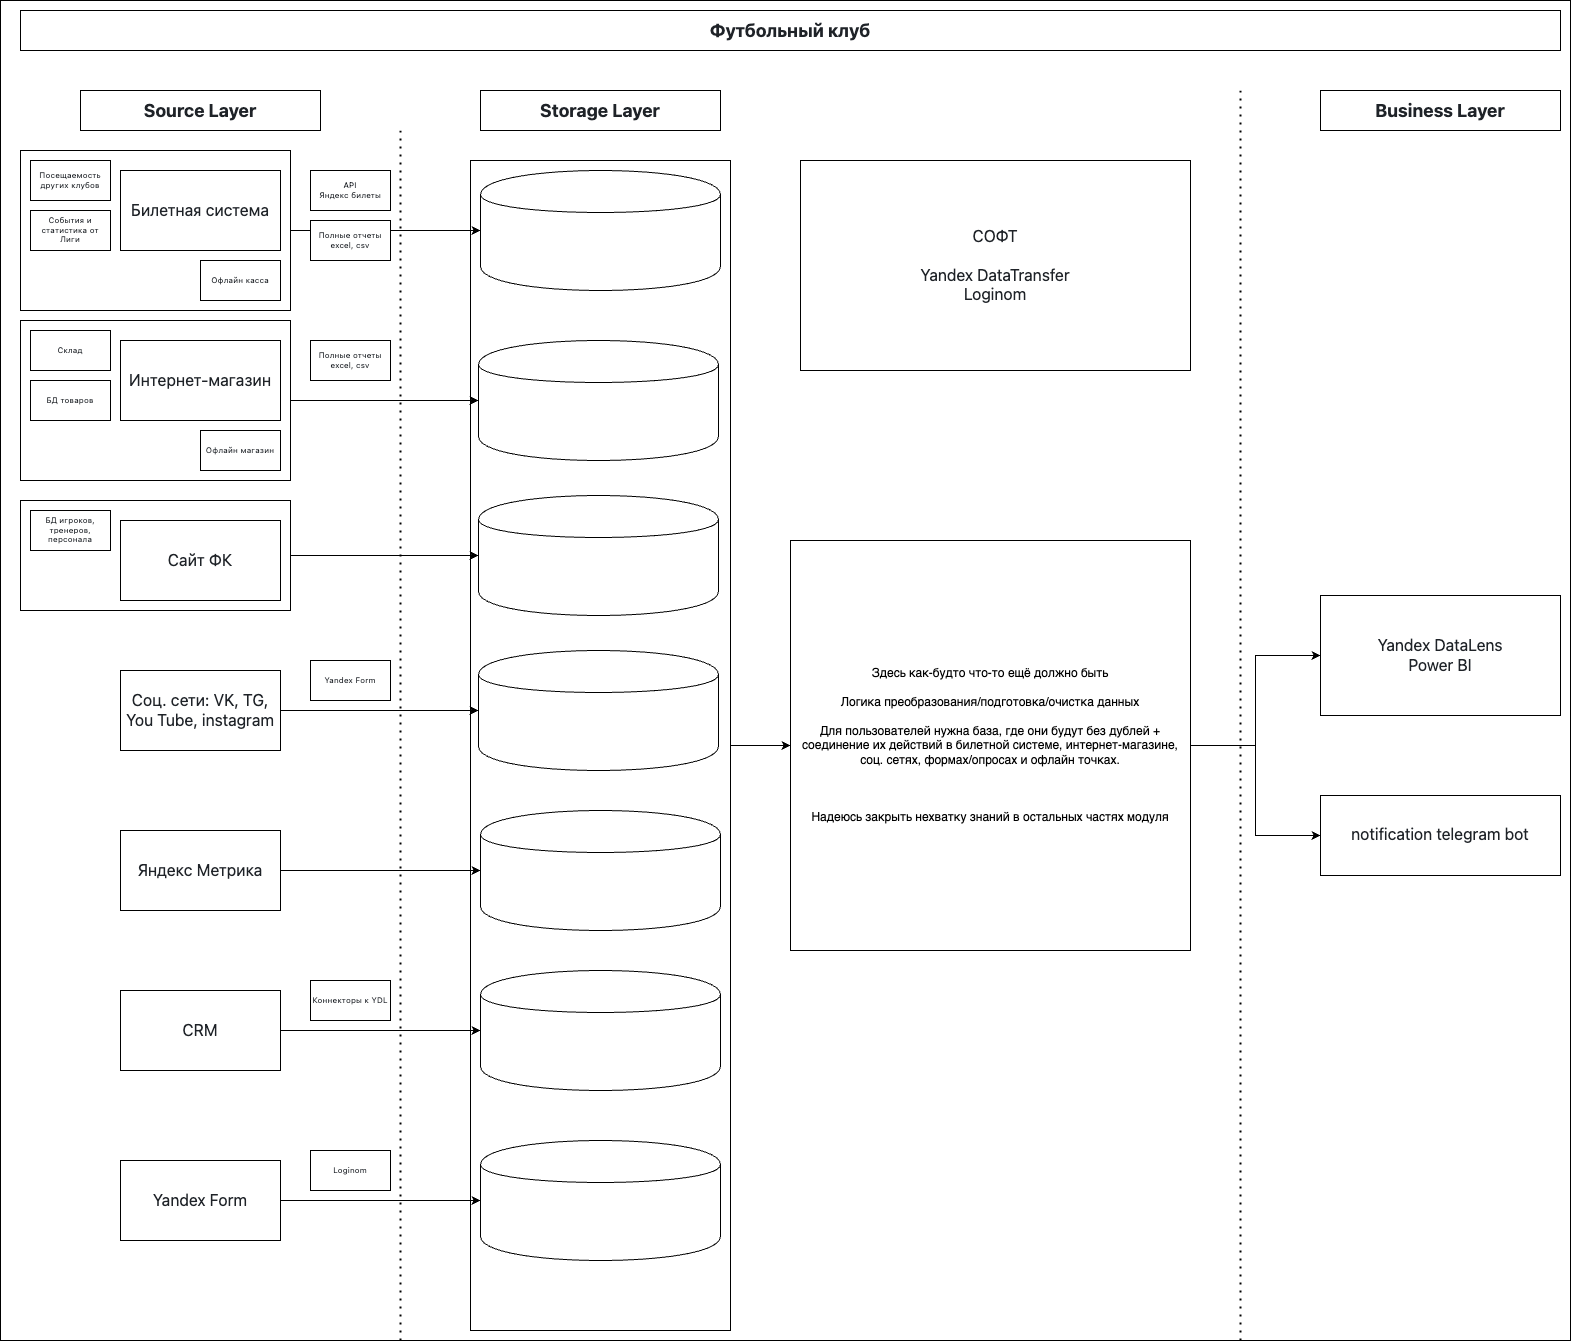 Футбольный клуб
Source Layer
Storage Layer
Business Layer
Посещаемость
других клубов
События и
статистика от
Лиги
Билетная система
Офлайн касса
API
Яндекс билеты
Полные отчеты
excel, csv
СОФТ
Yandex DataTransfer
Loginom
Склад
БД товаров
Интернет-магазин
Офлайн магазин
Полные отчеты
excel, csv
БД игроков,
тренеров,
персонала
Сайт ФК
Соц. сети: VK, TG,
You Tube, instagram
Yandex Form
Здесь как-будто что-то ещё должно быть
Логика преобразования/подготовка/очистка данных
Для пользователей нужна база, где они будут без дублей +
соединение их действий в билетной системе, интернет-магазине,
соц. сетях, формах/опросах и офлайн точках.
Надеюсь закрыть нехватку знаний в остальных частях модуля
Yandex DataLens
Power BI
notification telegram bot
Яндекс Метрика
CRM
Коннекторы к YDL
Yandex Form
Loginom